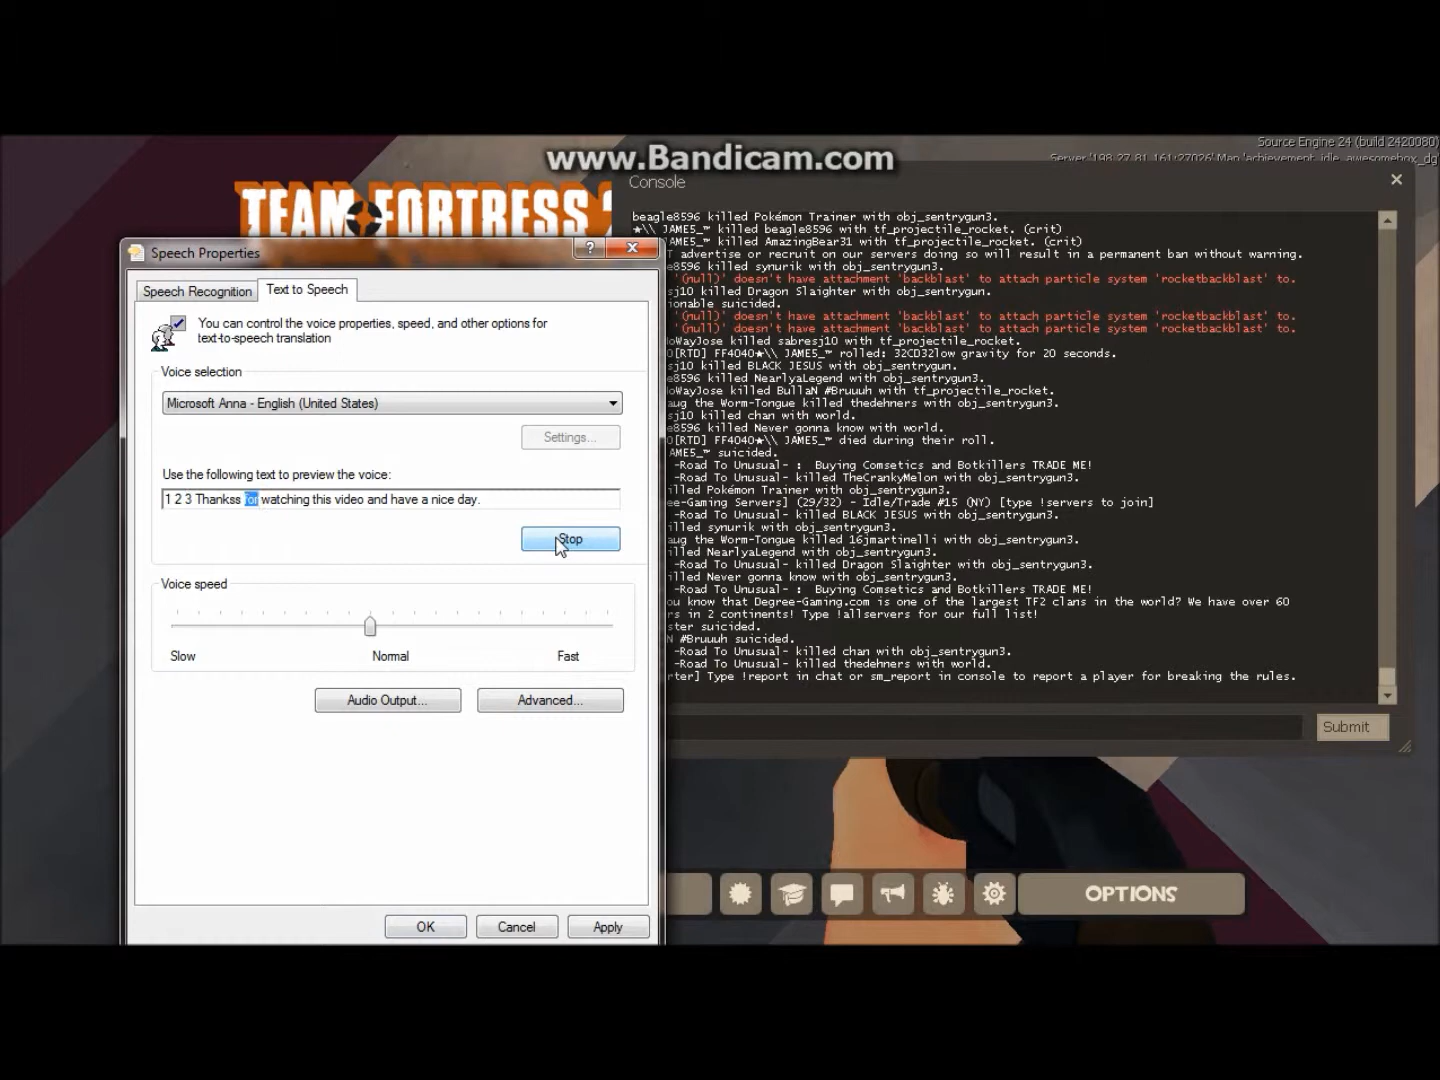 www.Bandicam.com
Source Engine 24 (build 2420080)
Server '198.27.81.161:27026' Map 'achievement_idle_awesomebox_dg
TEAM FORTRESS
Console
beagle8596 killed Pokémon Trainer with obj_sentrygun3.
★\\ JAME5_™ killed beagle8596 with tf_projectile_rocket. (crit)
AME5_™ killed AmazingBear31 with tf_projectile_rocket. (crit)
T advertise or recruit on our servers doing so will result in a permanent ban without warning.
e8596 killed synurik with obj_sentrygun3.
'(null)' doesn't have attachment 'backblast' to attach particle system 'rocketbackblast' to.
sj10 killed Dragon Slaighter with obj_sentrygun.
ionable suicided.
'(null)' doesn't have attachment 'backblast' to attach particle system 'rocketbackblast' to.
'(null)' doesn't have attachment 'backblast' to attach particle system 'rocketbackblast' to.
oWayJose killed sabresj10 with tf_projectile_rocket.
O[RTD] FF4040★\\ JAME5_™ rolled: 32CD32low gravity for 20 seconds.
sj10 killed BLACK JESUS with obj_sentrygun.
e8596 killed NearlyaLegend with obj_sentrygun3.
oWayJose killed BullaN #Bruuuh with tf_projectile_rocket.
aug the Worm-Tongue killed thedehners with obj_sentrygun3.
sj10 killed chan with world.
e8596 killed Never gonna know with world.
O[RTD] FF4040★\\ JAME5_™ died during their roll.
AME5_™ suicided.
-Road To Unusual- :  Buying Comsetics and Botkillers TRADE ME!
-Road To Unusual- killed TheCrankyMelon with obj_sentrygun3.
illed Pokémon Trainer with obj_sentrygun3.
ee-Gaming Servers] (29/32) - Idle/Trade #15 (NY) [type !servers to join]
-Road To Unusual- killed BLACK JESUS with obj_sentrygun3.
illed synurik with obj_sentrygun3.
aug the Worm-Tongue killed 16jmartinelli with obj_sentrygun3.
illed NearlyaLegend with obj_sentrygun3.
-Road To Unusual- killed Dragon Slaighter with obj_sentrygun3.
illed Never gonna know with obj_sentrygun3.
-Road To Unusual- :  Buying Comsetics and Botkillers TRADE ME!
ou know that Degree-Gaming.com is one of the largest TF2 clans in the world? We have over 60
rs in 2 continents! Type !allservers for our full list!
ster suicided.
N #Bruuuh suicided.
-Road To Unusual- killed chan with obj_sentrygun3.
-Road To Unusual- killed thedehners with world.
rter] Type !report in chat or sm_report in console to report a player for breaking the rules.
Submit
OPTIONS
Speech Properties
Speech Recognition
Text to Speech
You can control the voice properties, speed, and other options for
text-to-speech translation
Voice selection
Microsoft Anna - English (United States)
Settings...
Use the following text to preview the voice:
1 2 3 Thankss for watching this video and have a nice day.
Stop
Voice speed
Slow
Normal
Fast
Audio Output...
Advanced...
OK
Cancel
Apply